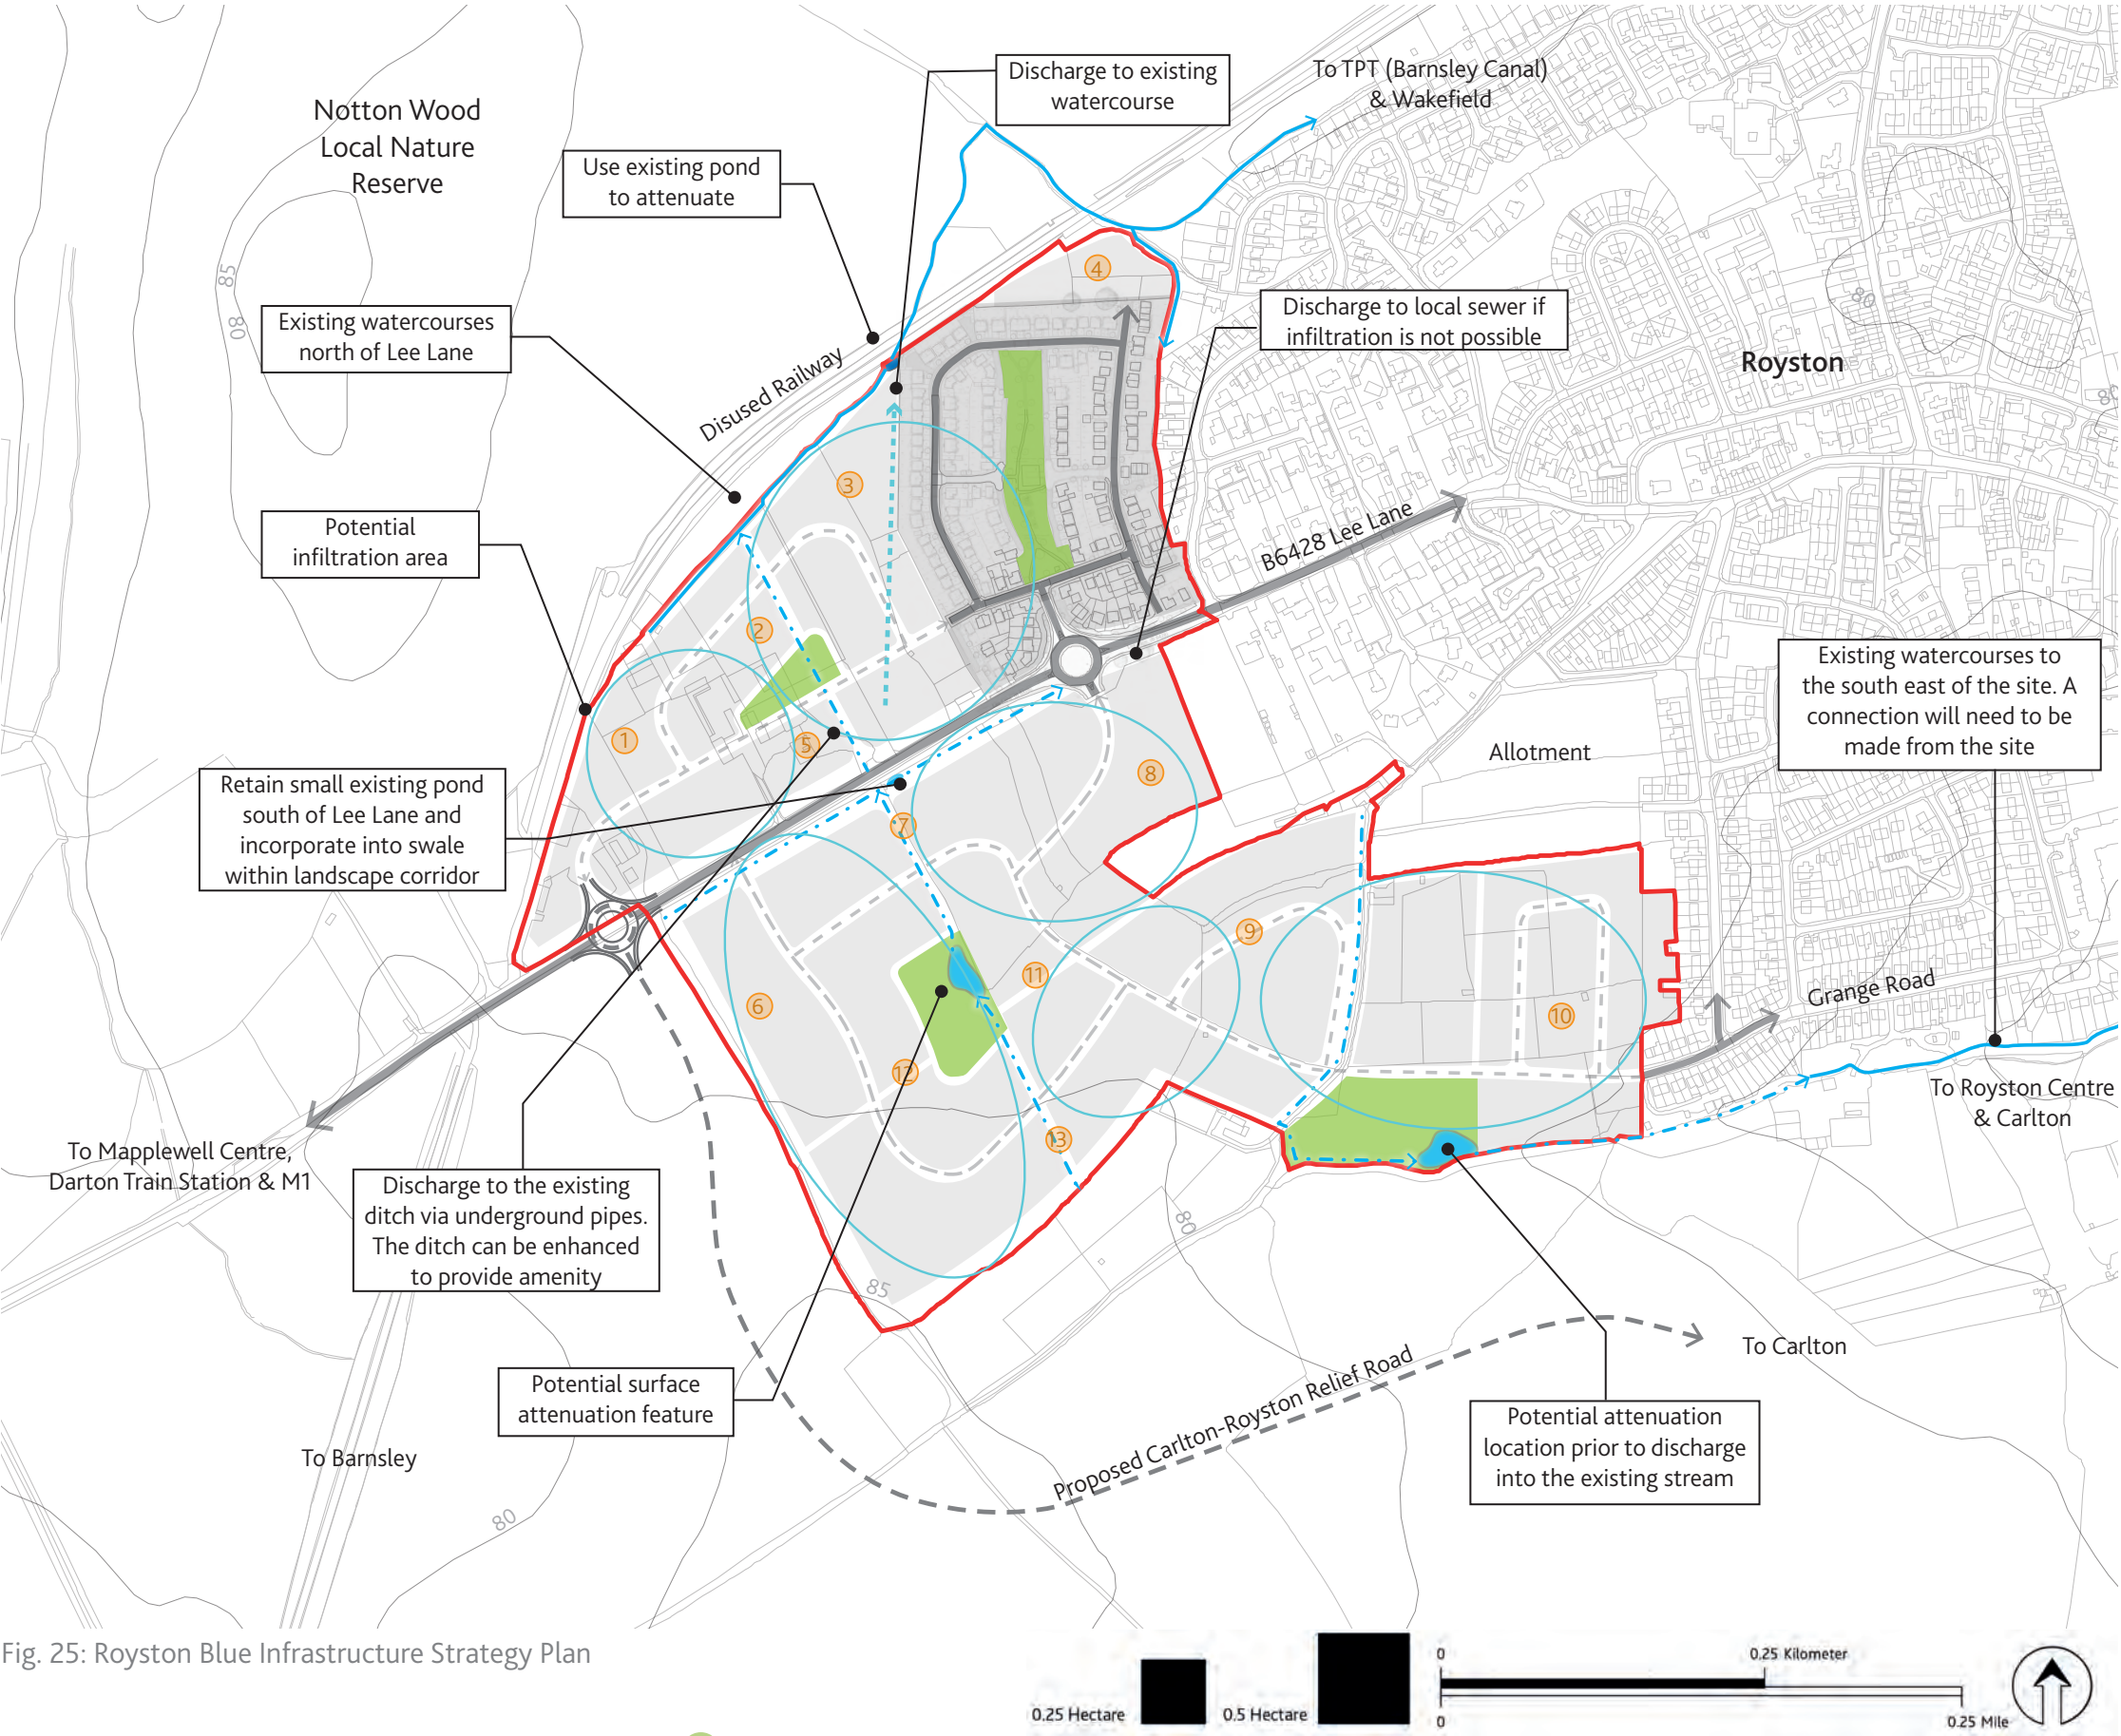 Notton Wood
Local Nature
Reserve
Discharge to existing
watercourse
To TPT (Barnsley Canal)
& Wakefield
Use existing pond
to attenuate
85
80
Existing watercourses
north of Lee Lane
Disused Railway
4
Discharge to local sewer if
infiltration is not possible
80
Royston
80
3
B6428 Lee Lane
Potential
infiltration area
2
1
5
8
7
Existing watercourses to
the south east of the site. A
connection will need to be
made from the site
Allotment
Retain small existing pond
south of Lee Lane and
incorporate into swale
within landscape corridor
9
11
6
10
12
13
Grange Road
To Royston Centre
& Carlton
To Mapplewell Centre,
Darton Train Station & M1
Discharge to the existing
ditch via underground pipes.
The ditch can be enhanced
to provide amenity
80
85
Potential surface
attenuation feature
To Barnsley
80
Proposed Carlton-Royston Relief Road
To Carlton
Potential attenuation
location prior to discharge
into the existing stream
Fig. 25: Royston Blue Infrastructure Strategy Plan
0.25 Hectare
0.5 Hectare
0
0.25 Kilometer
0
0.25 Mile